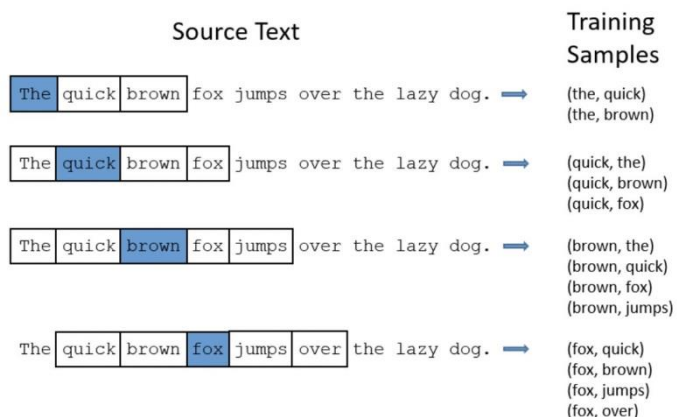 Source Text
Training
Samples
The quick brown fox jumps over the lazy dog.
(the, quick)
(the, brown)
The quick brown fox jumps over the lazy dog.
(quick, the)
(quick, brown)
(quick, fox)
The quick brown fox jumps over the lazy dog.
(brown, the)
(brown, quick)
(brown, fox)
(brown, jumps)
The quick brown fox jumps over the lazy dog.
(fox, quick)
(fox, brown)
(fox, jumps)
(fox, over)